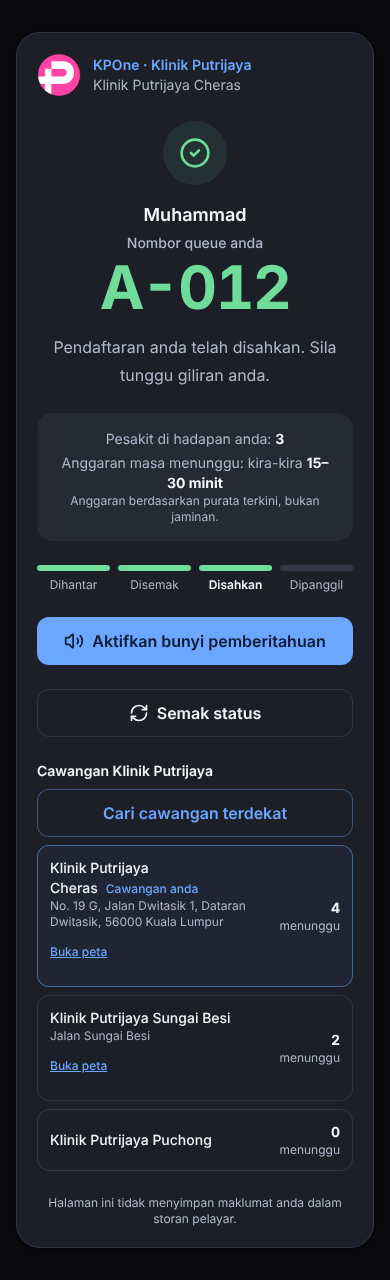 KPOne · Klinik Putrijaya
Klinik Putrijaya Cheras
Muhammad
Nombor queue anda
A-012
Pendaftaran anda telah disahkan. Sila
tunggu giliran anda.
Pesakit di hadapan anda: 3
Anggaran masa menunggu: kira-kira 15–
30 minit
Anggaran berdasarkan purata terkini, bukan
jaminan.
Dihantar
Disemak
Disahkan
Dipanggil
Aktifkan bunyi pemberitahuan
Semak status
Cawangan Klinik Putrijaya
Cari cawangan terdekat
Klinik Putrijaya
Cheras Cawangan anda
No. 19 G, Jalan Dwitasik 1, Dataran
Dwitasik, 56000 Kuala Lumpur
Buka peta
4
menunggu
Klinik Putrijaya Sungai Besi
Jalan Sungai Besi
Buka peta
2
menunggu
Klinik Putrijaya Puchong
0
menunggu
Halaman ini tidak menyimpan maklumat anda dalam
storan pelayar.